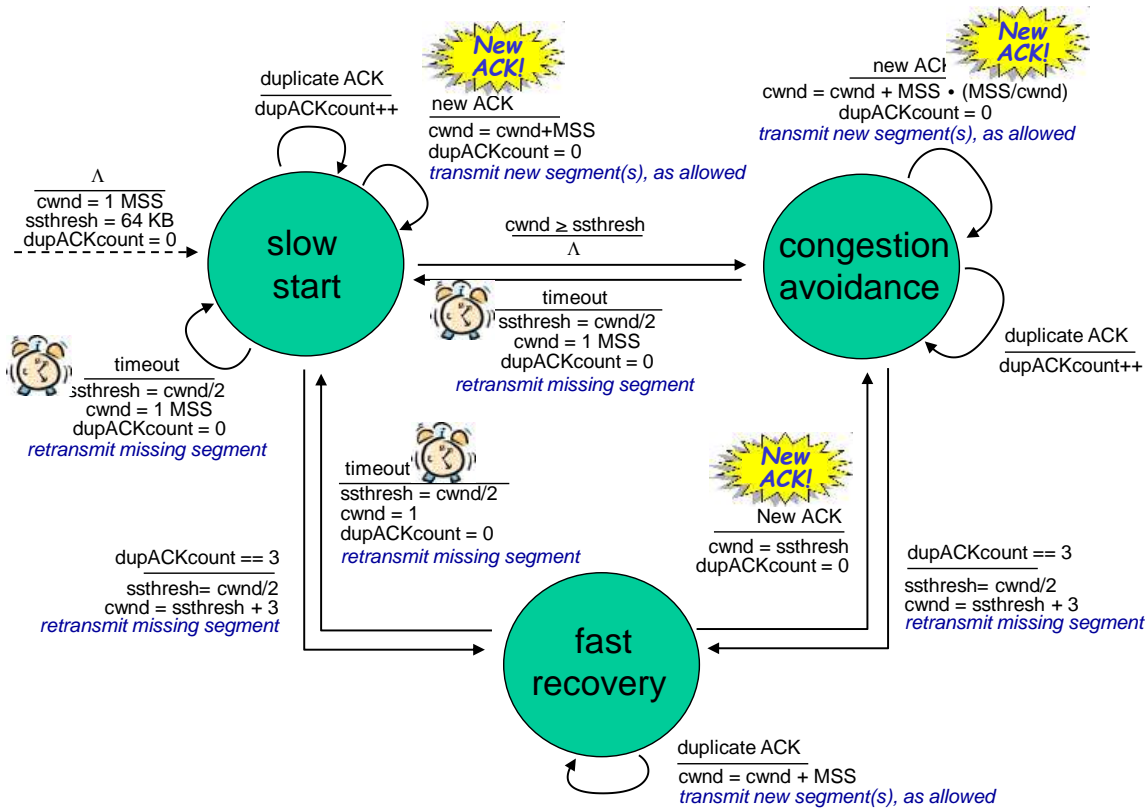 New
ACK!
duplicate ACK
dupACKcount++
new ACK
cwnd = cwnd+MSS
dupACKcount = 0
transmit new segment(s), as allowed
New
ACK!
new ACK
cwnd = cwnd + MSS • (MSS/cwnd)
dupACKcount = 0
transmit new segment(s), as allowed
Λ
cwnd = 1 MSS
ssthresh = 64 KB
dupACKcount = 0
slow
start
cwnd ≥ ssthresh
Λ
congestion
avoidance
timeout
ssthresh = cwnd/2
cwnd = 1 MSS
dupACKcount = 0
retransmit missing segment
duplicate ACK
dupACKcount++
timeout
ssthresh = cwnd/2
cwnd = 1 MSS
dupACKcount = 0
retransmit missing segment
timeout
ssthresh = cwnd/2
cwnd = 1
dupACKcount = 0
retransmit missing segment
New
ACK!
New ACK
cwnd = ssthresh
dupACKcount = 0
dupACKcount == 3
ssthresh= cwnd/2
cwnd = ssthresh + 3
retransmit missing segment
dupACKcount == 3
ssthresh= cwnd/2
cwnd = ssthresh + 3
retransmit missing segment
fast
recovery
duplicate ACK
cwnd = cwnd + MSS
transmit new segment(s), as allowed